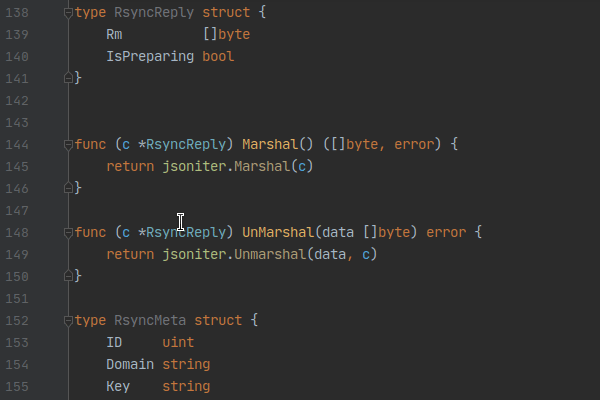 138 type RsyncReply struct {
139     Rm          []byte
140     IsPreparing bool
141 }
142
143
144 func (c *RsyncReply) Marshal() ([]byte, error) {
145     return jsoniter.Marshal(c)
146 }
147
148 func (c *RsyncReply) UnMarshal(data []byte) error {
149     return jsoniter.Unmarshal(data, c)
150 }
151
152 type RsyncMeta struct {
153     ID     uint
154     Domain string
155     Key    string